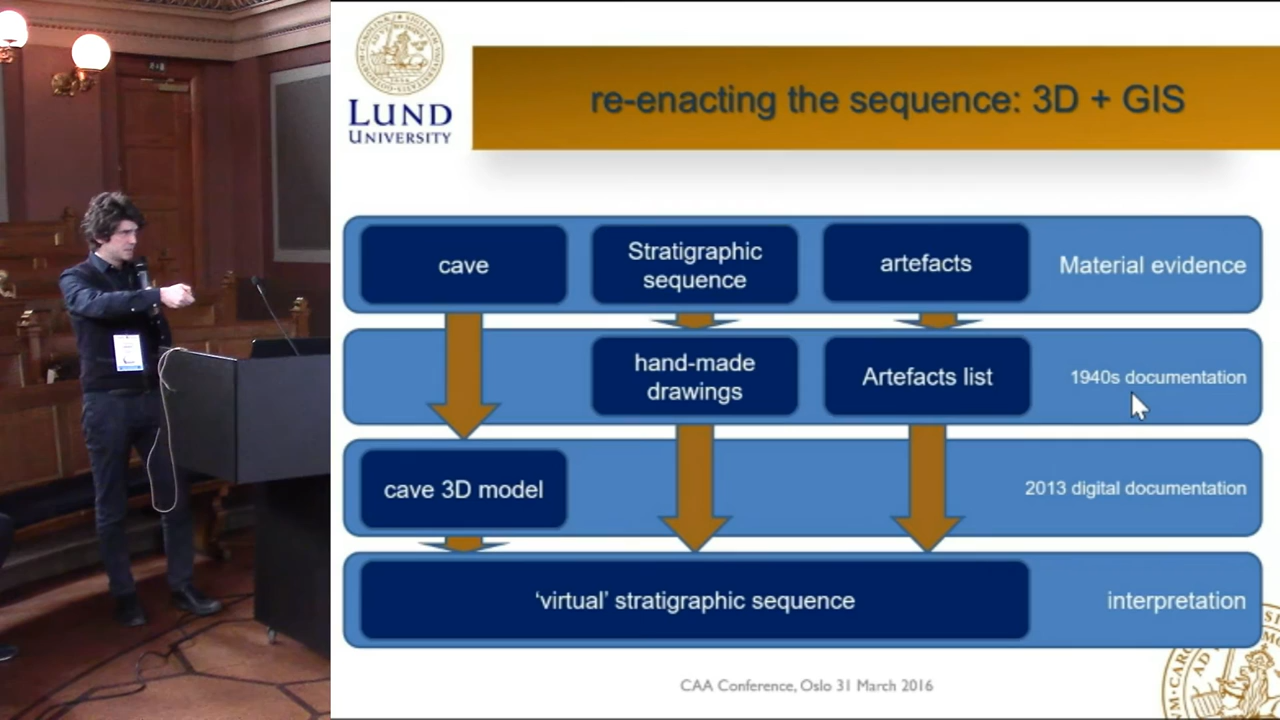 LUND
UNIVERSITY
re-enacting the sequence: 3D + GIS
cave
Stratigraphic
sequence
artefacts
Material evidence
hand-made
drawings
Artefacts list
1940s documentation
cave 3D model
2013 digital documentation
‘virtual’ stratigraphic sequence
interpretation
CAA Conference, Oslo 31 March 2016